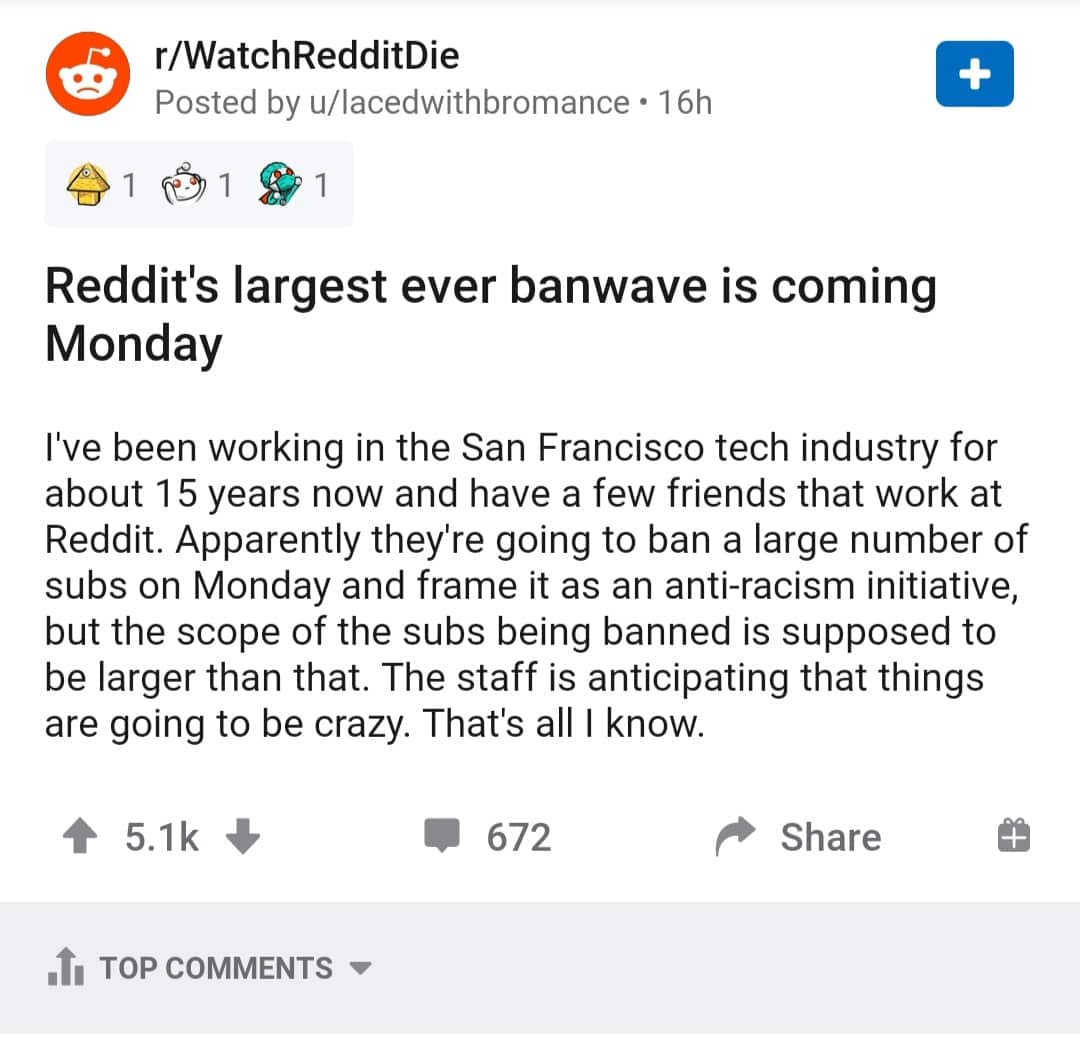 r/WatchRedditDie
Posted by u/lacedwithbromance • 16h
1 1 1
Reddit's largest ever banwave is coming
Monday
I've been working in the San Francisco tech industry for
about 15 years now and have a few friends that work at
Reddit. Apparently they're going to ban a large number of
subs on Monday and frame it as an anti-racism initiative,
but the scope of the subs being banned is supposed to
be larger than that. The staff is anticipating that things
are going to be crazy. That's all I know.
5.1k 672 Share
TOP COMMENTS